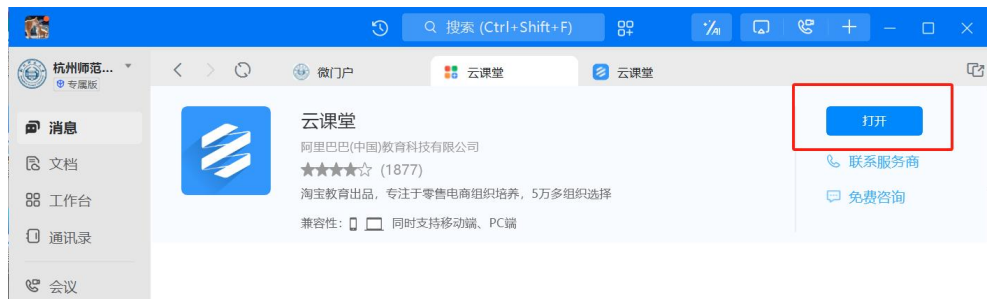 搜索 (Ctrl+Shift+F)
AI
杭州师范...
专属版
微门户
云课堂
云课堂
消息
文档
工作台
通讯录
会议
云课堂
阿里巴巴(中国)教育科技有限公司
★★★★☆ (1877)
淘宝教育出品，专注于零售电商组织培养，5万多组织选择
兼容性： 同时支持移动端、PC端
打开
联系服务商
免费咨询